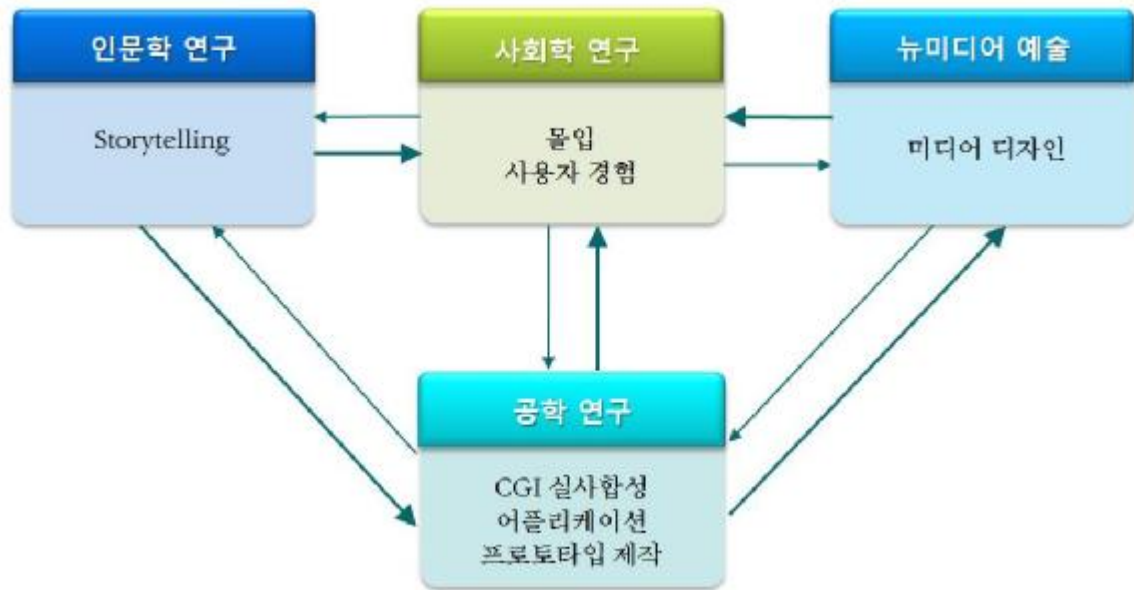 인문학 연구
Storytelling
사회학 연구
몰입
사용자 경험
뉴미디어 예술
미디어 디자인
공학 연구
CGI 실사합성
어플리케이션
프로토타입 제작